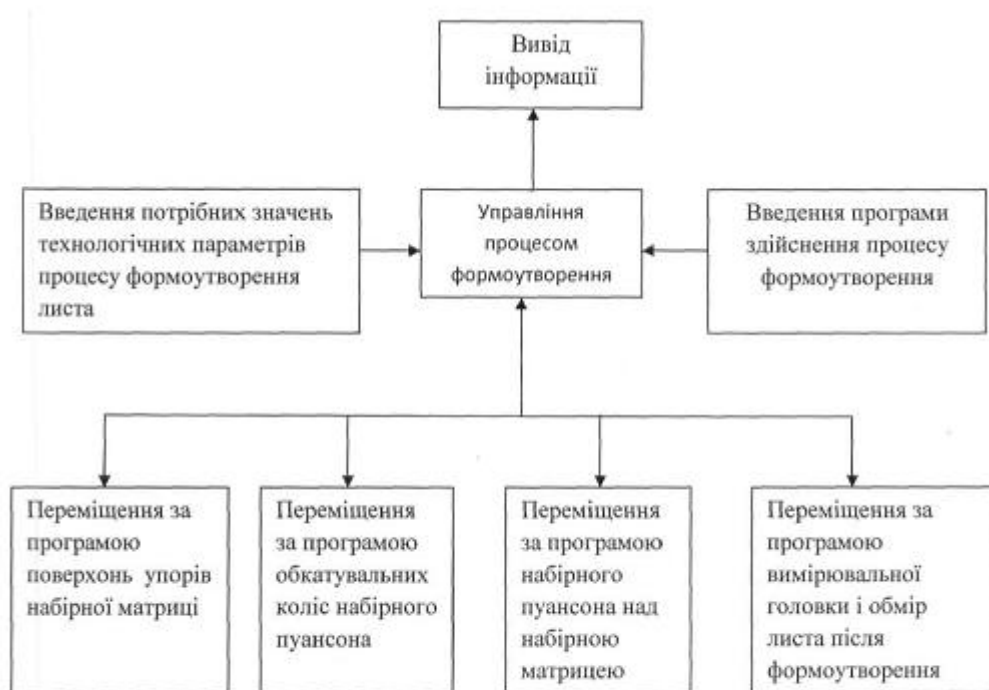 Вивід
інформації
Введення потрібних значень
технологічних параметрів
процесу формоутворення
листа
Управління
процесом
формоутворення
Введення програми
здійснення процесу
формоутворення
Переміщення за
програмою
поверхонь упорів
набірної матриці
Переміщення
за програмою
обкатувальних
коліс набірного
пуансона
Переміщення
за програмою
набірного
пуансона над
набірною
матрицею
Переміщення за
програмою
вимірювальної
головки і обмір
листа після
формоутворення